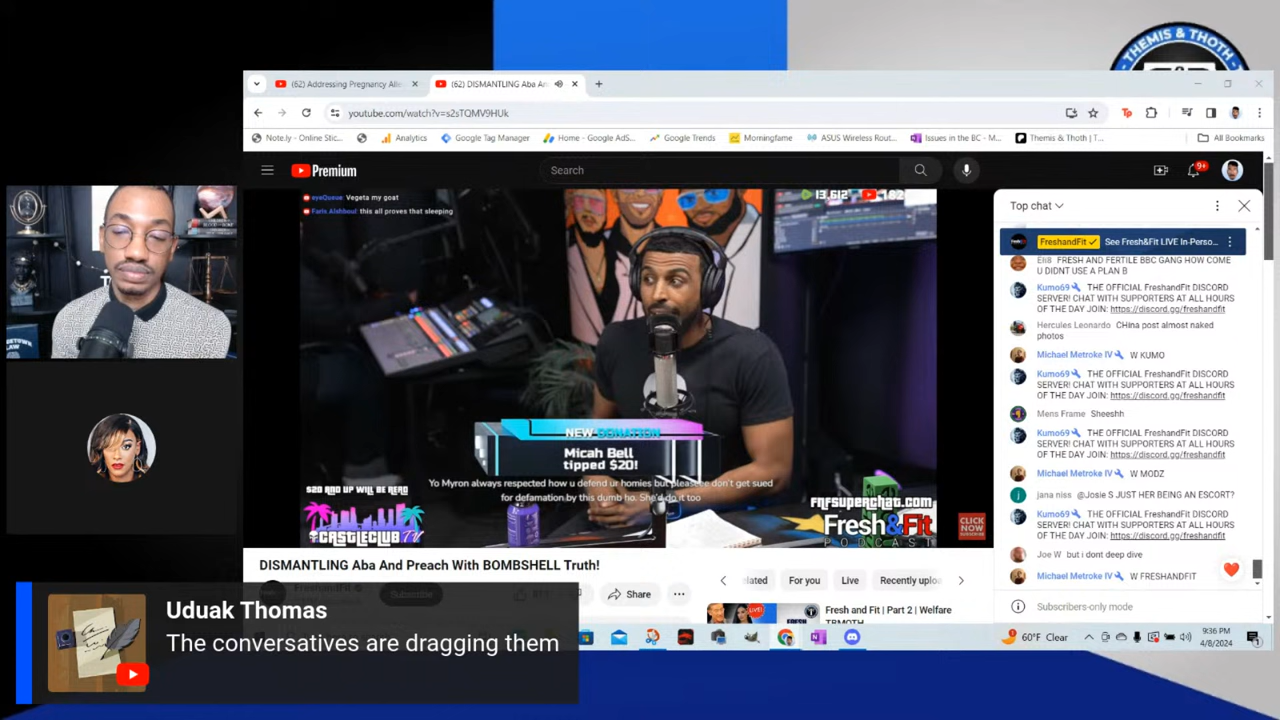 THEMIS & THOTH
(62) Addressing Pregnancy Alle
(62) DISMANTLING Aba An
youtube.com/watch?v=s2sTQMV9HUk
Note.ly - Online Stic...
Analytics
Google Tag Manager
Home - Google AdS...
Google Trends
Morningfame
ASUS Wireless Rout...
Issues in the BC - M...
Themis & Thoth | T...
All Bookmarks
Premium
Search
9+
eyeQueue Vegeta my goat
Faris Alshhoul: this all proves that sleeping
13,612
Top chat
FreshandFit
See Fresh&Fit LIVE In-Perso...
Eli8 FRESH AND FERTILE BBC GANG HOW COME
U DIDNT USE A PLAN B
Kumo69 THE OFFICIAL FreshandFit DISCORD
SERVER! CHAT WITH SUPPORTERS AT ALL HOURS
OF THE DAY JOIN: https://discord.gg/freshandfit
Hercules Leonardo CHina post almost naked
photos
Michael Metroke IV W KUMO
Kumo69 THE OFFICIAL FreshandFit DISCORD
SERVER! CHAT WITH SUPPORTERS AT ALL HOURS
OF THE DAY JOIN: https://discord.gg/freshandfit
Mens Frame Sheeshh
Kumo69 THE OFFICIAL FreshandFit DISCORD
SERVER! CHAT WITH SUPPORTERS AT ALL HOURS
OF THE DAY JOIN: https://discord.gg/freshandfit
Michael Metroke IV W MODZ
jana niss @Josie S JUST HER BEING AN ESCORT?
Kumo69 THE OFFICIAL FreshandFit DISCORD
SERVER! CHAT WITH SUPPORTERS AT ALL HOURS
OF THE DAY JOIN: https://discord.gg/freshandfit
Joe W but i dont deep dive
Michael Metroke IV W FRESHANDFIT
Subscribers-only mode
NEW DONATION
Micah Bell
tipped $20!
Yo Myron always respected how u defend ur homies but pleaseee don't get sued
for defamation by this dumb ho. She'd do it too
$20 AND UP WILL BE READ
CASTLECLUB TV
FNFSUPERCHAT.COM
Fresh&Fit
PODCAST
CLICK
NOW
DISMANTLING Aba And Preach With BOMBSHELL Truth!
Subscribe
Share
elated
For you
Live
Recently uplo
Fresh and Fit | Part 2 | Welfare
60°F Clear
9:36 PM
4/8/2024
Uduak Thomas
The conversatives are dragging them